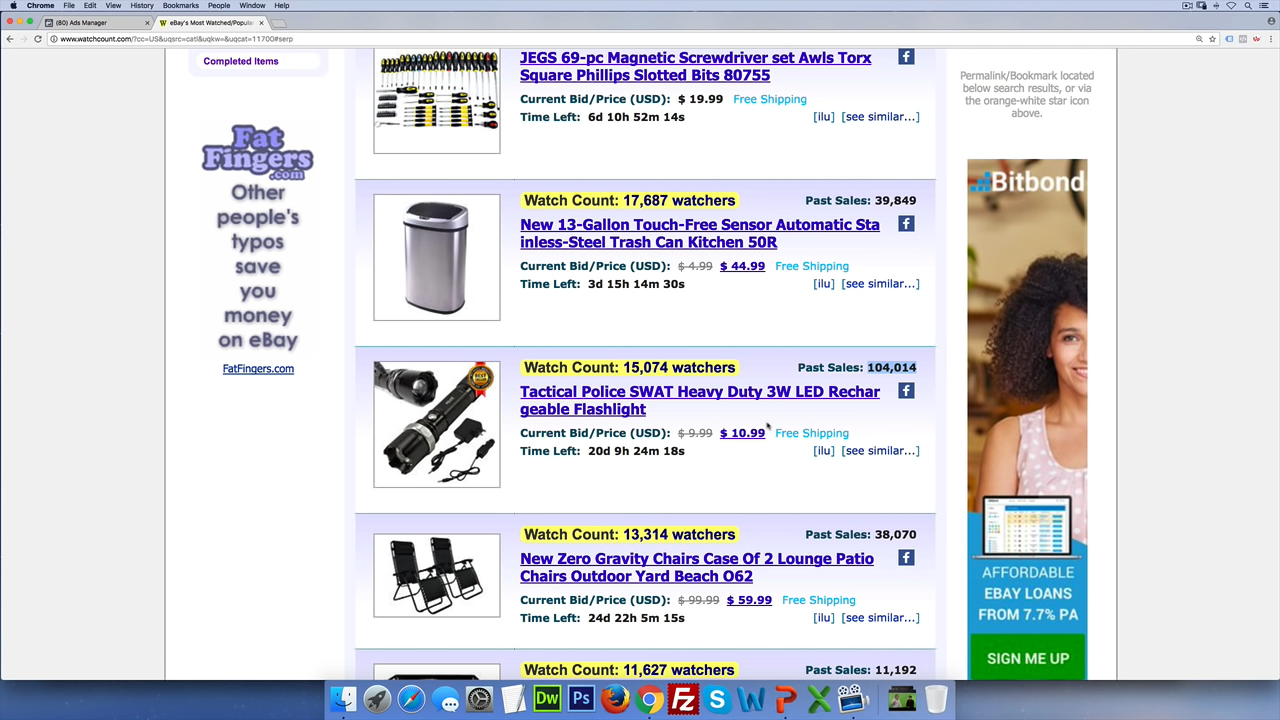 Chrome File Edit View History Bookmarks People Window Help
(80) Ads Manager
eBay's Most Watched/Popular
www.watchcount.com/?cc=US&uqsrc=catl&uqkw=&uqcat=11700#serp
Completed Items
FatFingers.com
Other
people's
typos
save
you
money
on eBay
FatFingers.com
JEGS 69-pc Magnetic Screwdriver set Awls Torx
Square Phillips Slotted Bits 80755
Current Bid/Price (USD): $ 19.99 Free Shipping
Time Left: 6d 10h 52m 14s [ilu] [see similar...]
Watch Count: 17,687 watchers Past Sales: 39,849
New 13-Gallon Touch-Free Sensor Automatic Sta
inless-Steel Trash Can Kitchen 50R
Current Bid/Price (USD): $ 4.99 $ 44.99 Free Shipping
Time Left: 3d 15h 14m 30s [ilu] [see similar...]
Watch Count: 15,074 watchers Past Sales: 104,014
Tactical Police SWAT Heavy Duty 3W LED Rechar
geable Flashlight
Current Bid/Price (USD): $ 9.99 $ 10.99 Free Shipping
Time Left: 20d 9h 24m 18s [ilu] [see similar...]
Watch Count: 13,314 watchers Past Sales: 38,070
New Zero Gravity Chairs Case Of 2 Lounge Patio
Chairs Outdoor Yard Beach O62
Current Bid/Price (USD): $ 99.99 $ 59.99 Free Shipping
Time Left: 24d 22h 5m 15s [ilu] [see similar...]
Watch Count: 11,627 watchers Past Sales: 11,192
Permalink/Bookmark located
below search results, or via
the orange-white star icon
above.
Bitbond
AFFORDABLE
EBAY LOANS
FROM 7.7% PA
SIGN ME UP
Dw
Ps